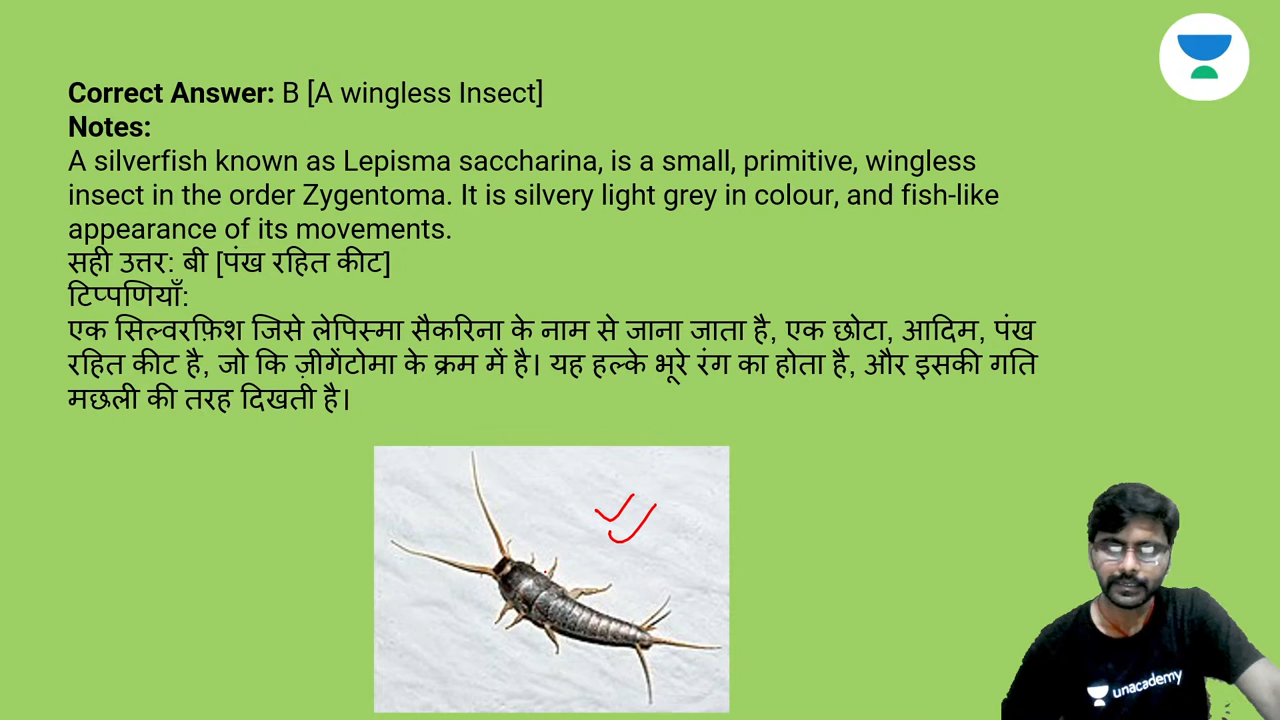 Correct Answer: B [A wingless Insect]
Notes:
A silverfish known as Lepisma saccharina, is a small, primitive, wingless
insect in the order Zygentoma. It is silvery light grey in colour, and fish-like
appearance of its movements.
सही उत्तर: बी [पंख रहित कीट]
टिप्पणियाँ:
एक सिल्वरफ़िश जिसे लेपिस्मा सैकरिना के नाम से जाना जाता है, एक छोटा, आदिम, पंख
रहित कीट है, जो कि ज़ीगेंटोमा के क्रम में है। यह हल्के भूरे रंग का होता है, और इसकी गति
मछली की तरह दिखती है।
unacademy